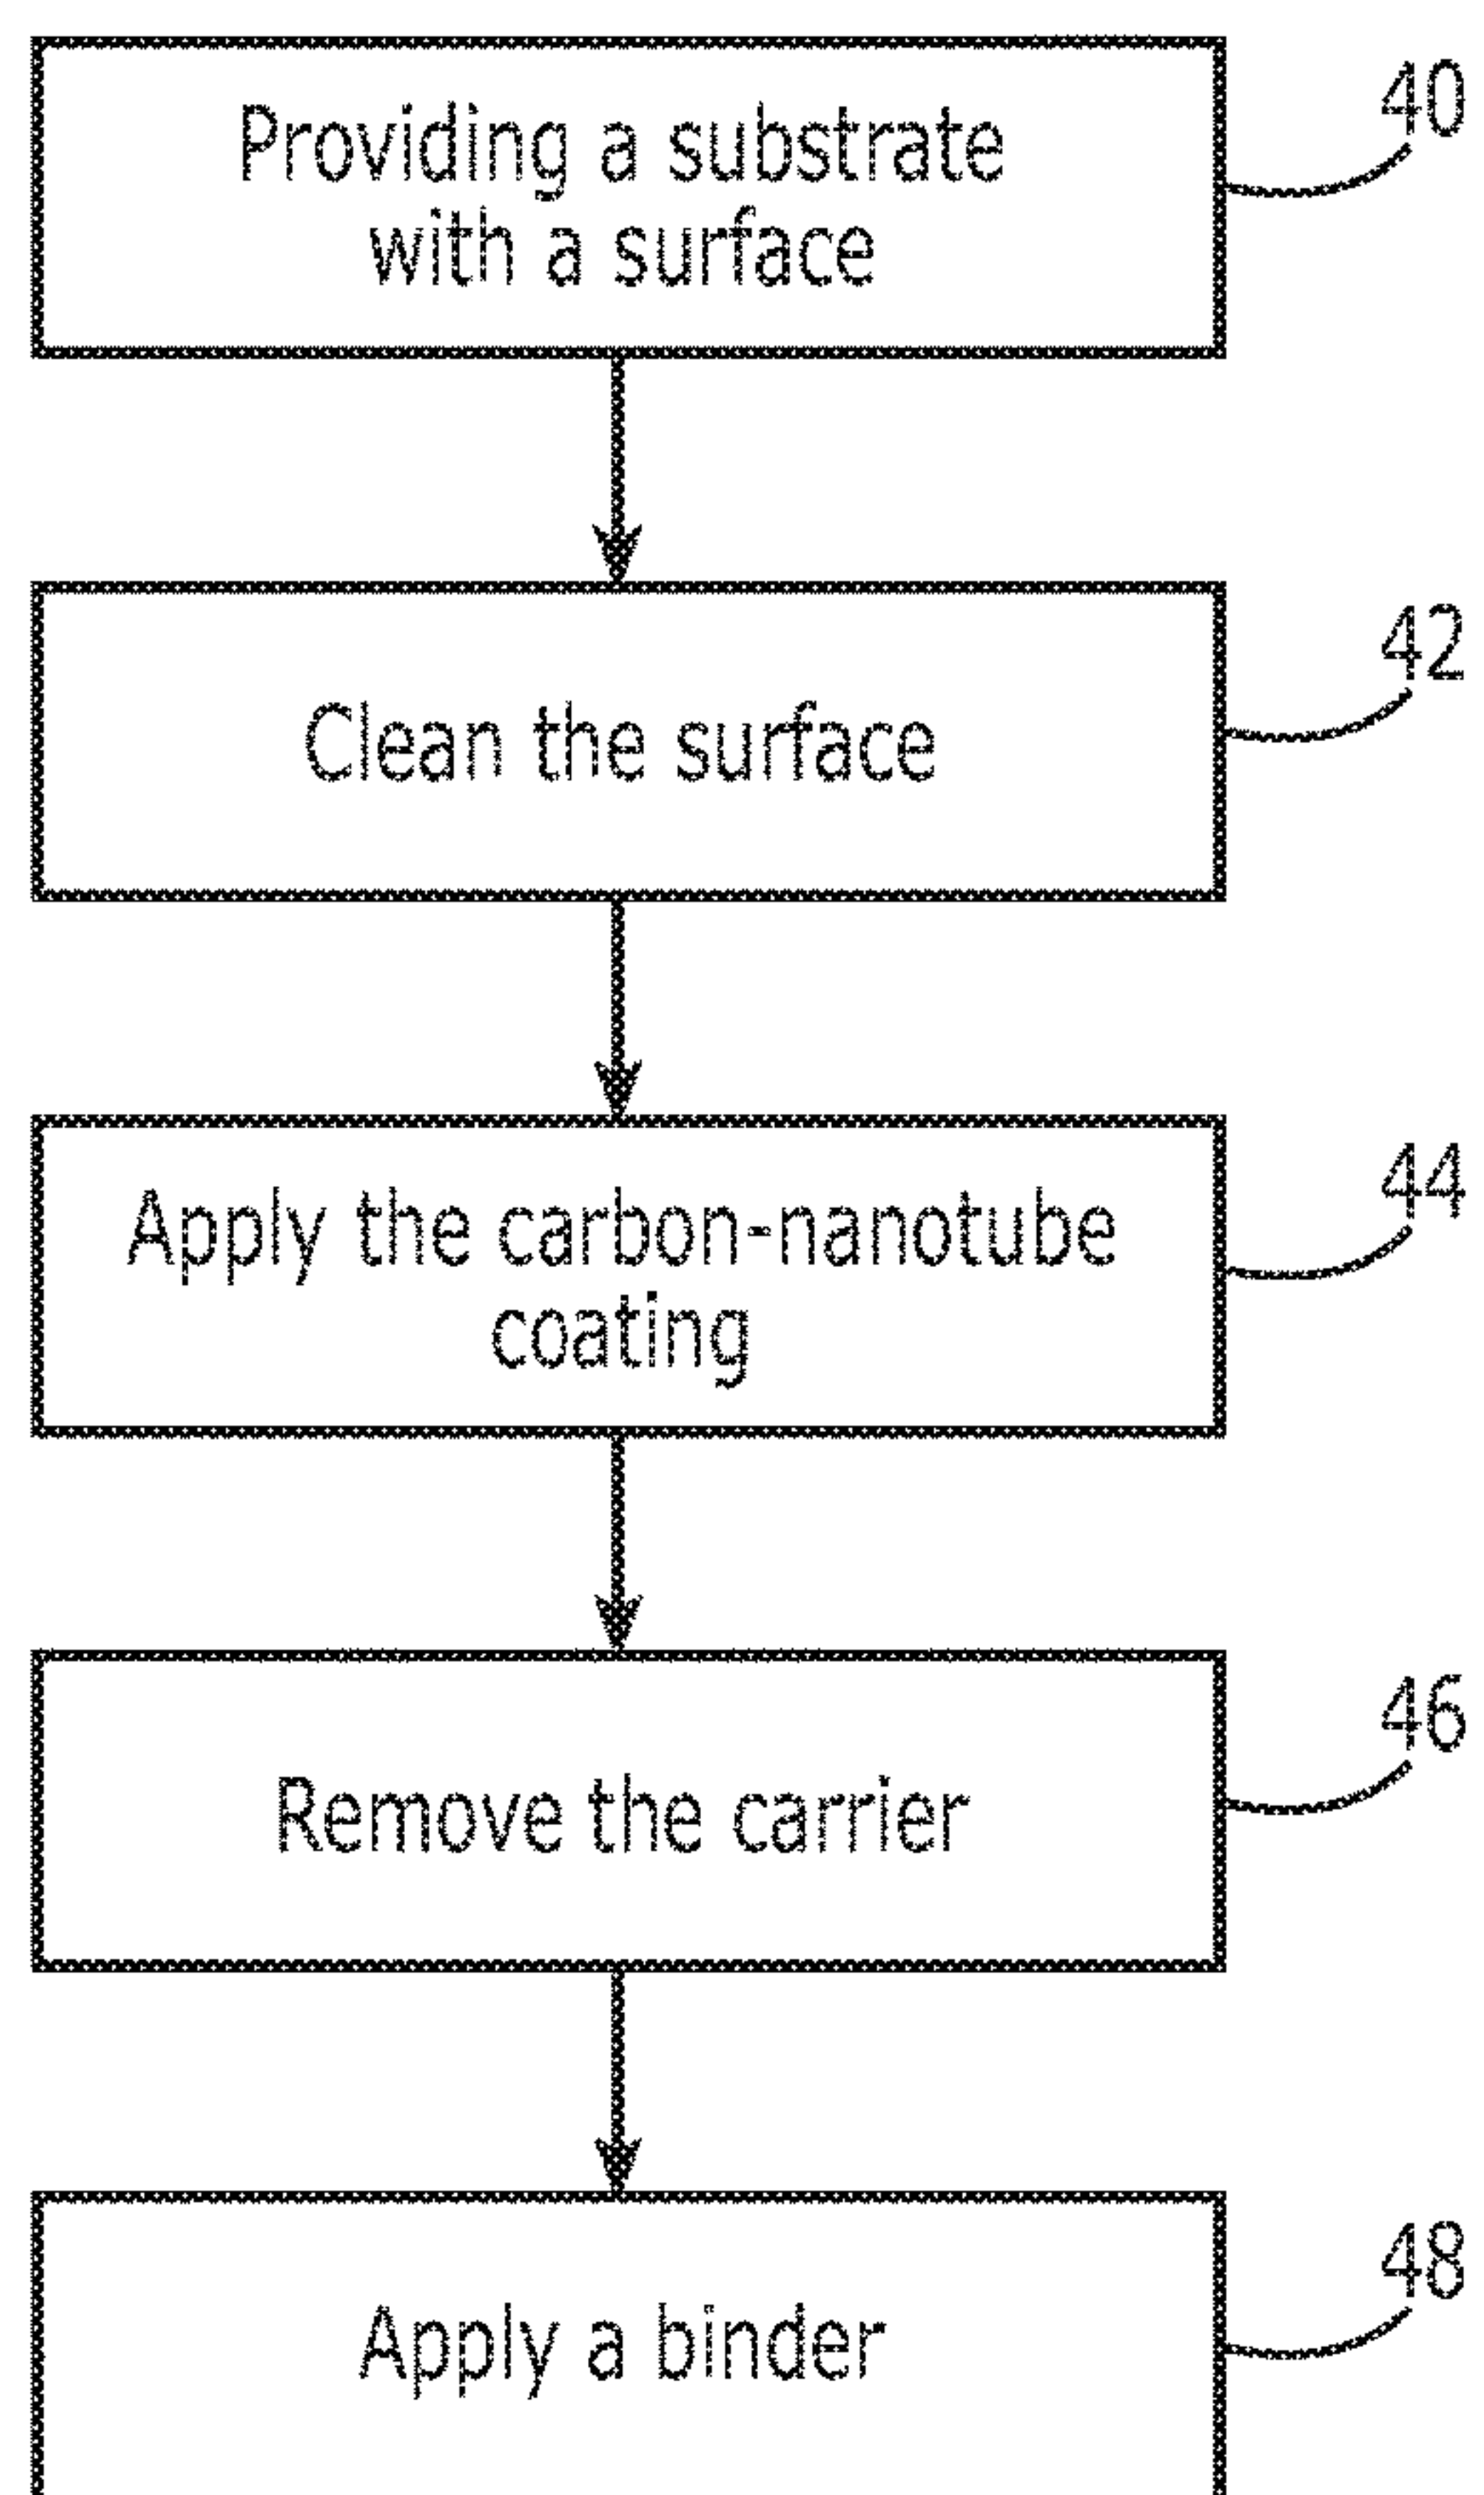 Providing a substrate
with a surface
40
Clean the surface
42
Apply the carbon-nanotube
coating
44
Remove the carrier
46
Apply a binder
48